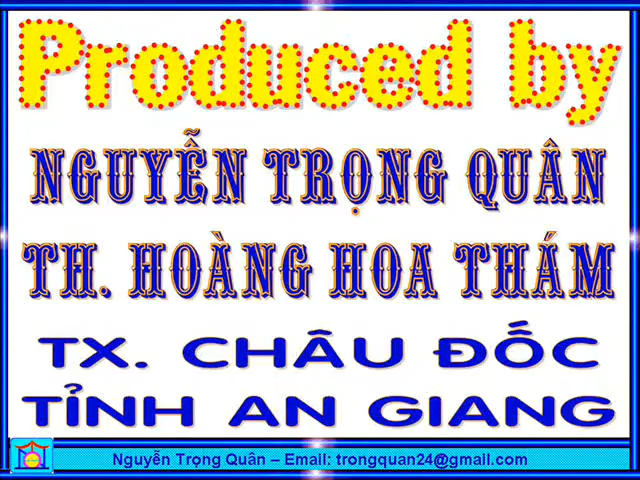 Produced by
NGUYỄN TRỌNG QUÂN
TH. HOÀNG HOA THÁM
TX. CHÂU ĐỐC
TỈNH AN GIANG
Nguyễn Trọng Quân – Email: trongquan24@gmail.com